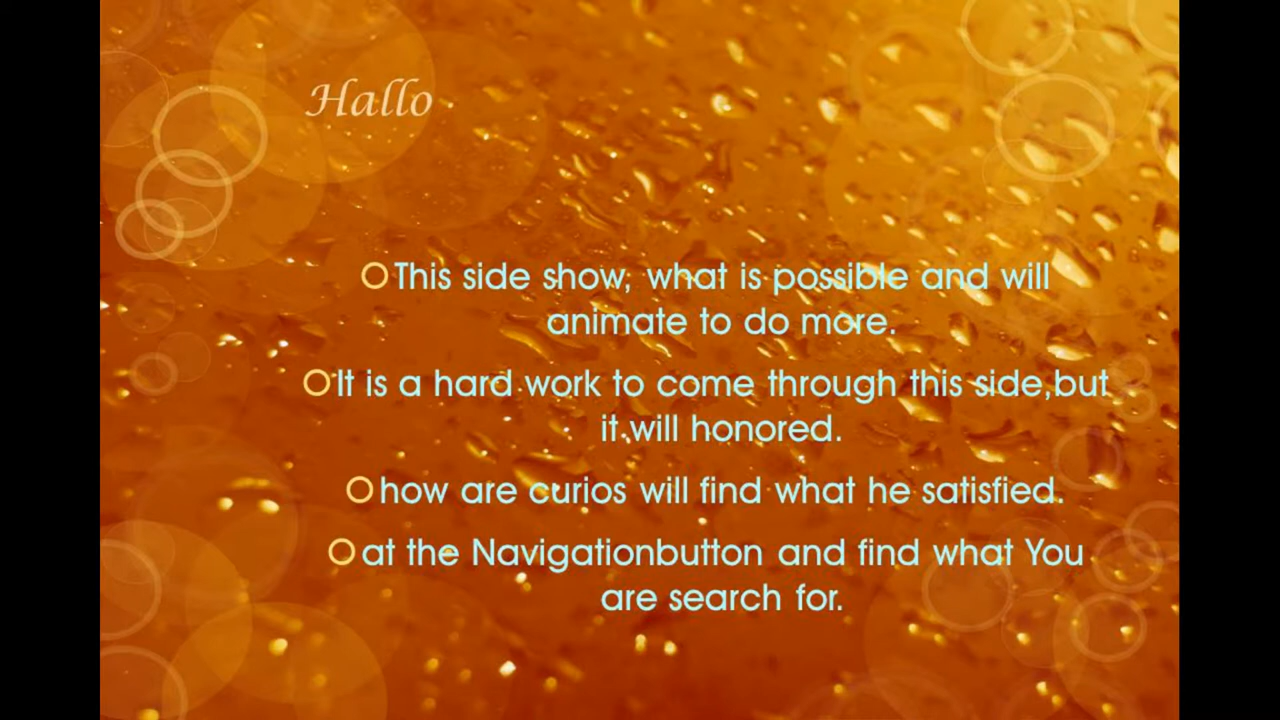 Hallo
This side show, what is possible and will
animate to do more.
It is a hard work to come through this side,but
it will honored.
how are curios will find what he satisfied.
at the Navigationbutton and find what You
are search for.